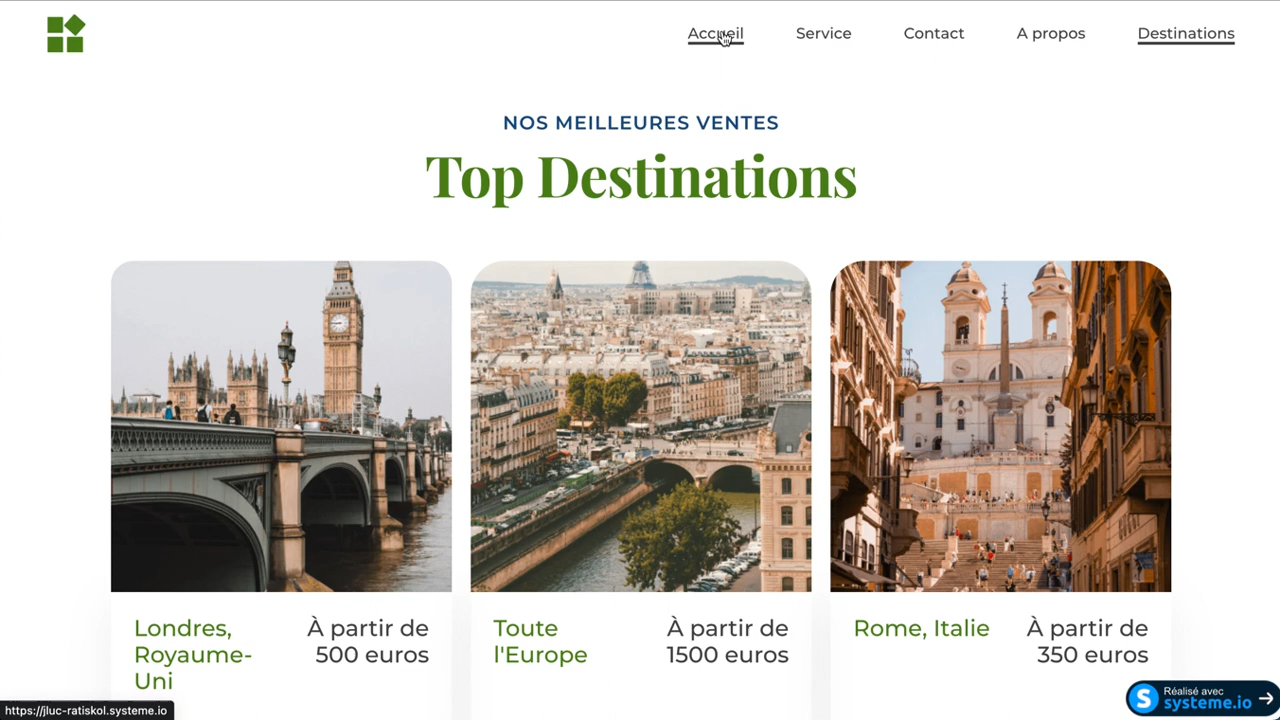 Accueil
Service
Contact
A propos
Destinations
NOS MEILLEURES VENTES
Top Destinations
Londres,
Royaume-
Uni
À partir de
500 euros
Toute
l'Europe
À partir de
1500 euros
Rome, Italie
À partir de
350 euros
https://jluc-ratiskol.systeme.io
S
Réalisé avec
systeme.io